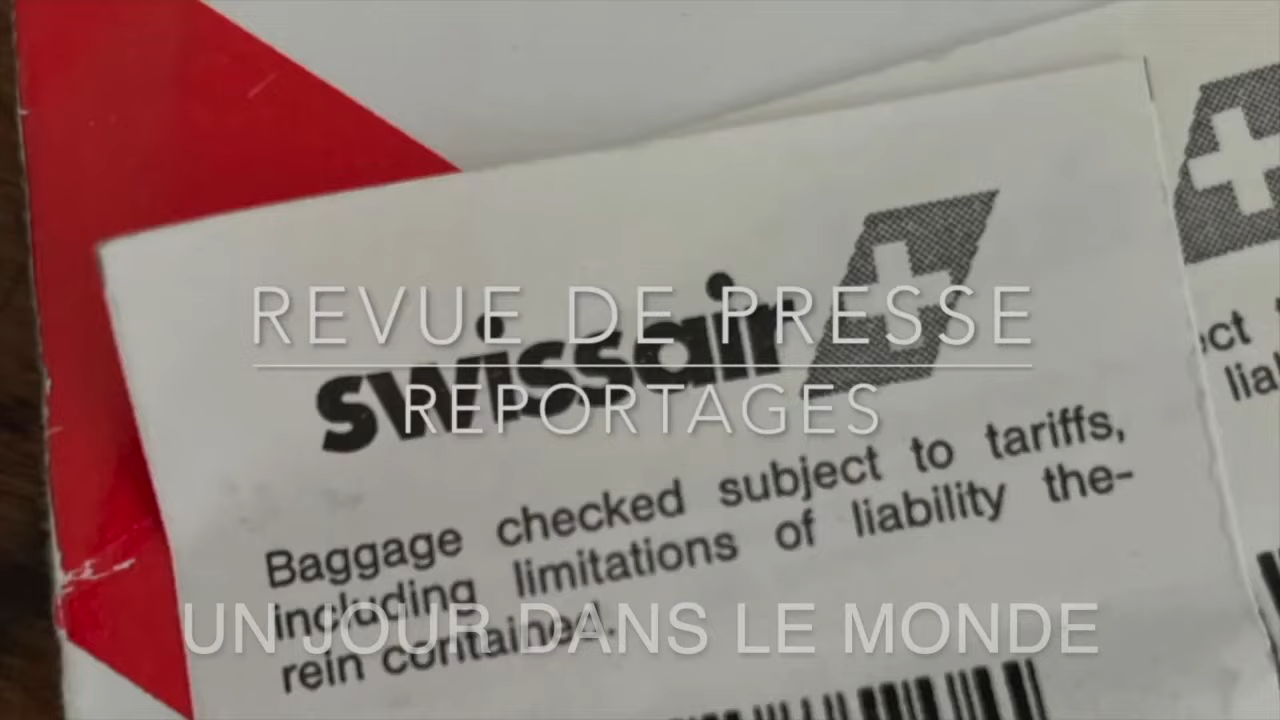 REVUE DE PRESSE
swissair
REPORTAGES
Baggage checked subject to tariffs,
including limitations of liability the-
rein contained.
UN JOUR DANS LE MONDE
ct
lia